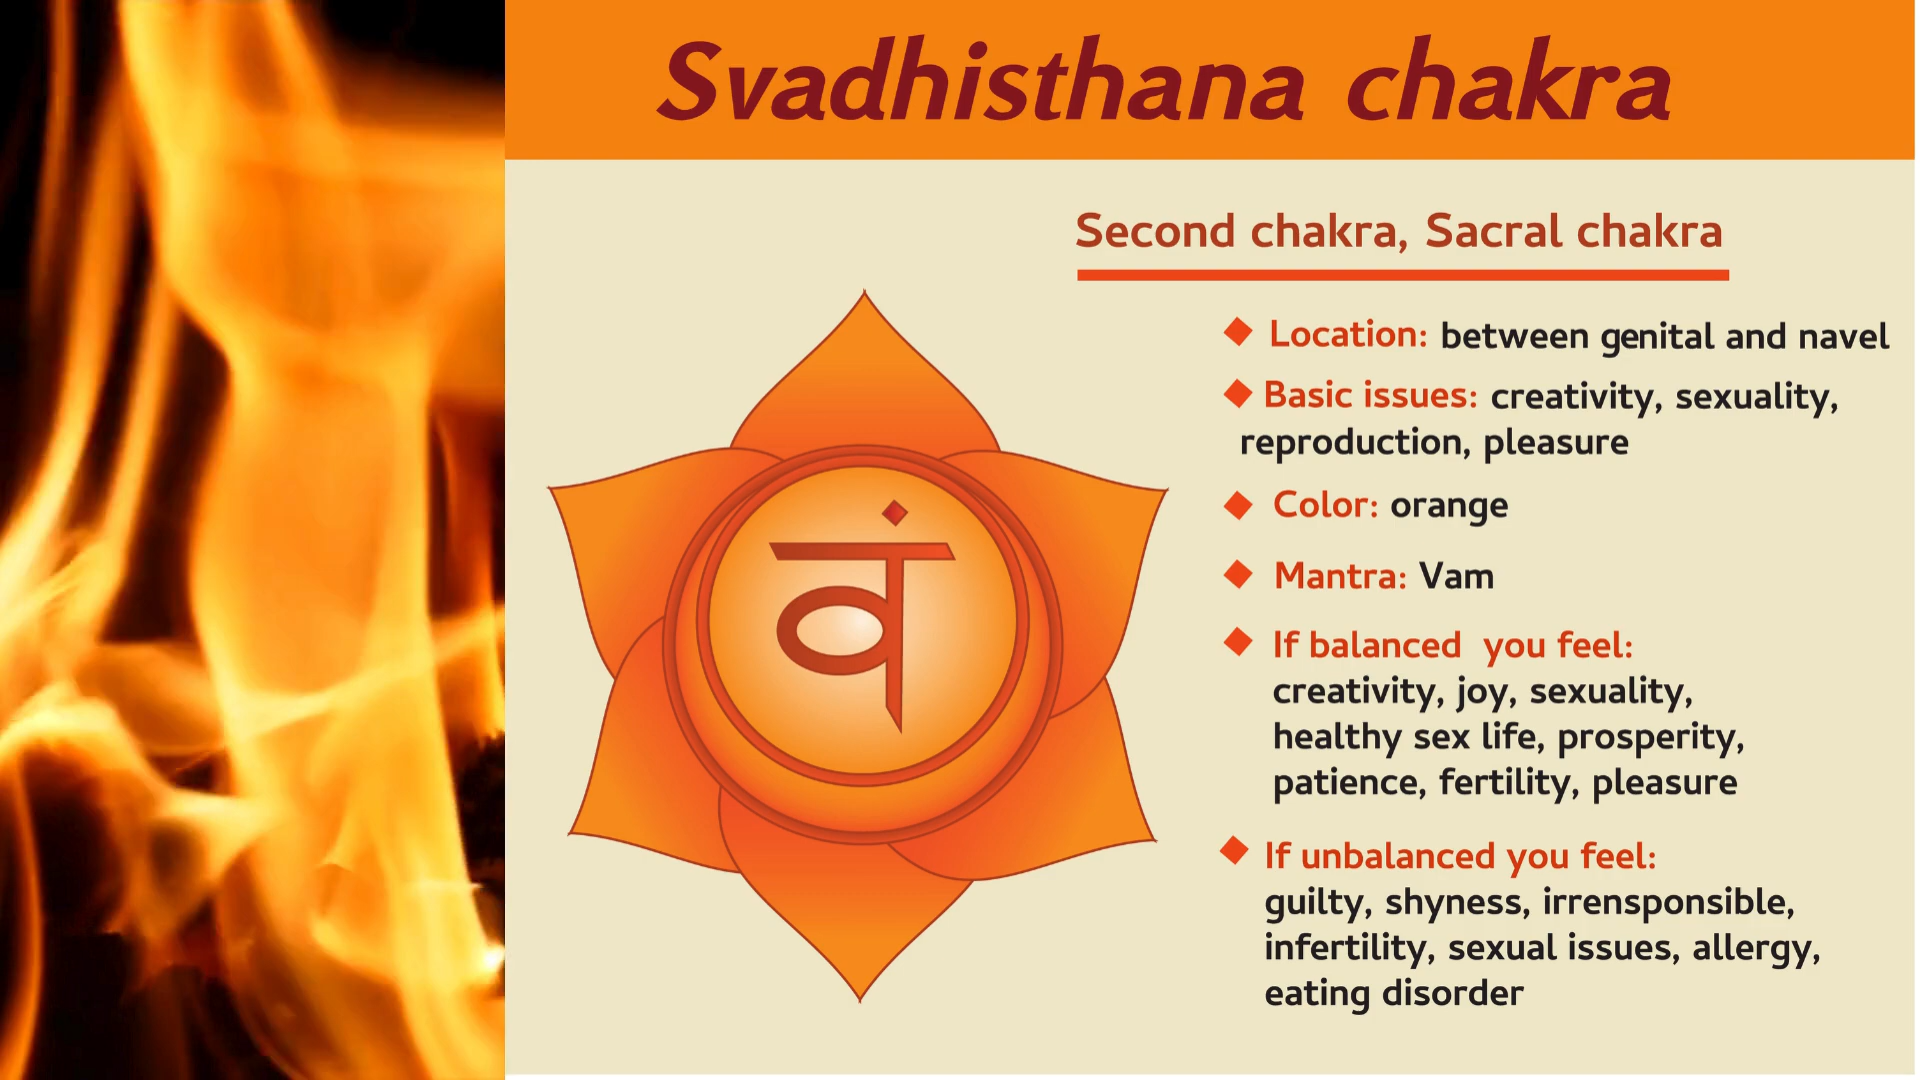 Svadhisthana chakra
Second chakra, Sacral chakra
Location: between genital and navel
Basic issues: creativity, sexuality,
reproduction, pleasure
Color: orange
वं
Mantra: Vam
If balanced you feel:
creativity, joy, sexuality,
healthy sex life, prosperity,
patience, fertility, pleasure
If unbalanced you feel:
guilty, shyness, irrensponsible,
infertility, sexual issues, allergy,
eating disorder